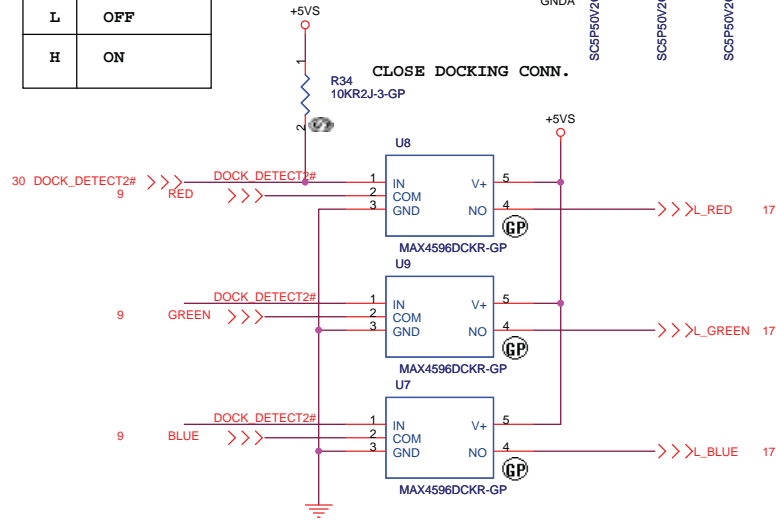 L OFF
H ON
+5VS
GNDA
SC5P50V2
SC5P50V2
SC5P50V2
1
R34
10KR2J-3-GP
2
CLOSE DOCKING CONN.
+5VS
U8
30 DOCK_DETECT2# DOCK_DETECT2# 1 IN V+ 5
9 RED 2 COM
3 GND NO 4 L_RED 17
GP
MAX4596DCKR-GP
U9
DOCK_DETECT2# 1 IN V+ 5
9 GREEN 2 COM
3 GND NO 4 L_GREEN 17
GP
MAX4596DCKR-GP
U7
DOCK_DETECT2# 1 IN V+ 5
9 BLUE 2 COM
3 GND NO 4 L_BLUE 17
GP
MAX4596DCKR-GP